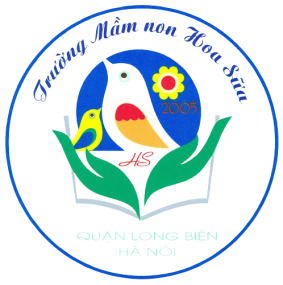 Trường Mầm non Hoa Sữa
2005
HS
QUẬN LONG BIÊN
HÀ NỘI